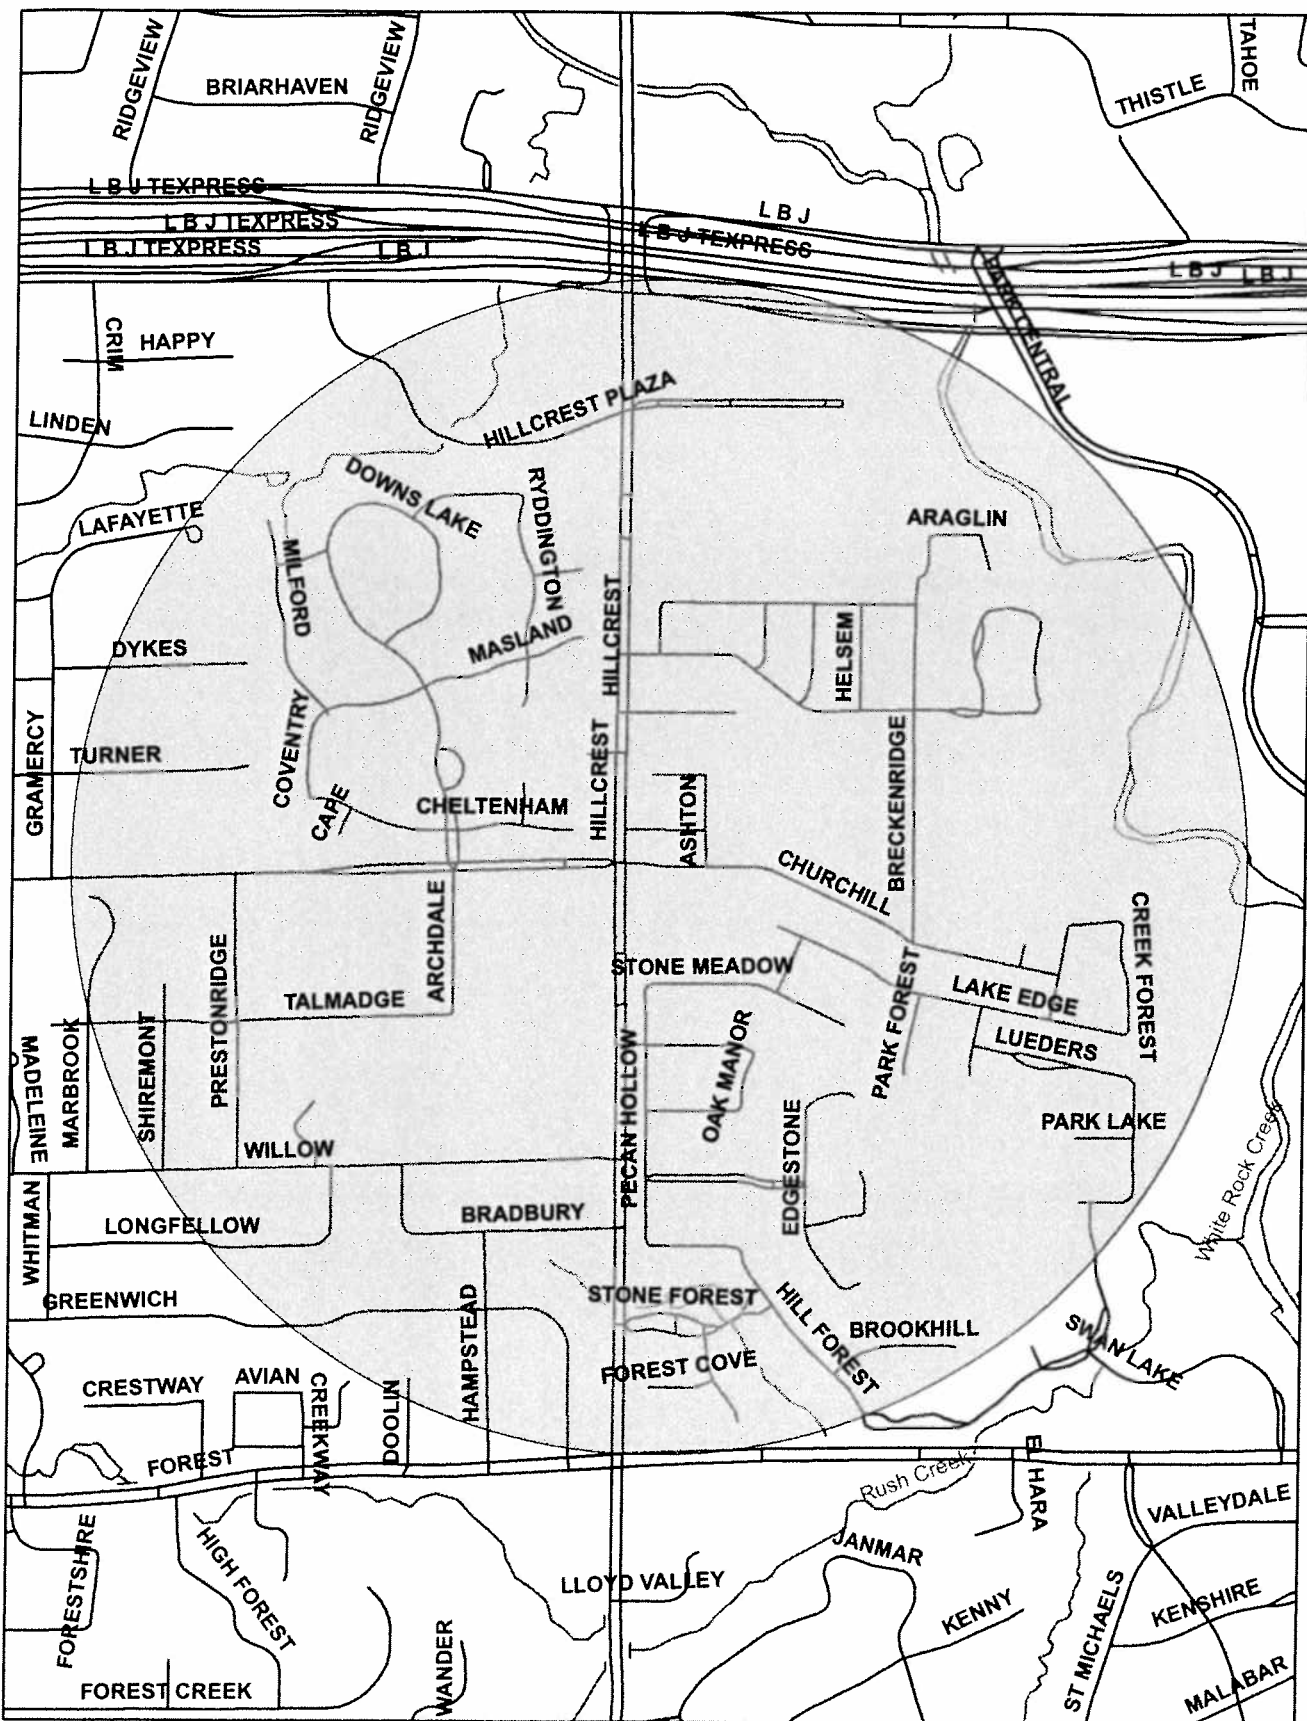 RIDGEVIEW
BRIARHAVEN
RIDGEVIEW
THISTLE
TAHOE
L B J TEXPRESS
L B J TEXPRESS
L B J TEXPRESS
L B J
L B J
L B J TEXPRESS
L B J
L B J
PARK CENTRAL
CRIM
HAPPY
LINDEN
HILLCREST PLAZA
DOWNS LAKE
RYDDINGTON
LAFAYETTE
ARAGLIN
MILFORD
HILLCREST
MASLAND
DYKES
HELSEM
COVENTRY
GRAMERCY
TURNER
HILLCREST
BRECKENRIDGE
CAPE
CHELTENHAM
ASHTON
CHURCHILL
ARCHDALE
CREEK FOREST
PRESTONRIDGE
STONE MEADOW
TALMADGE
LAKE EDGE
PARK FOREST
MADELEINE
MARBROOK
SHIREMONT
LUEDERS
OAK MANOR
PECAN HOLLOW
PARK LAKE
WILLOW
EDGESTONE
White Rock Creek
WHITMAN
LONGFELLOW
BRADBURY
GREENWICH
STONE FOREST
HAMPSTEAD
HILL FOREST
BROOKHILL
SWAN LAKE
FOREST COVE
CRESTWAY
AVIAN
CREEKWAY
DOOLIN
FOREST
Rush Creek
HARA
VALLEYDALE
FORESTSHIRE
HIGH FOREST
JANMAR
LLOYD VALLEY
KENNY
ST MICHAELS
KENSHIRE
WANDER
FOREST CREEK
MALABAR